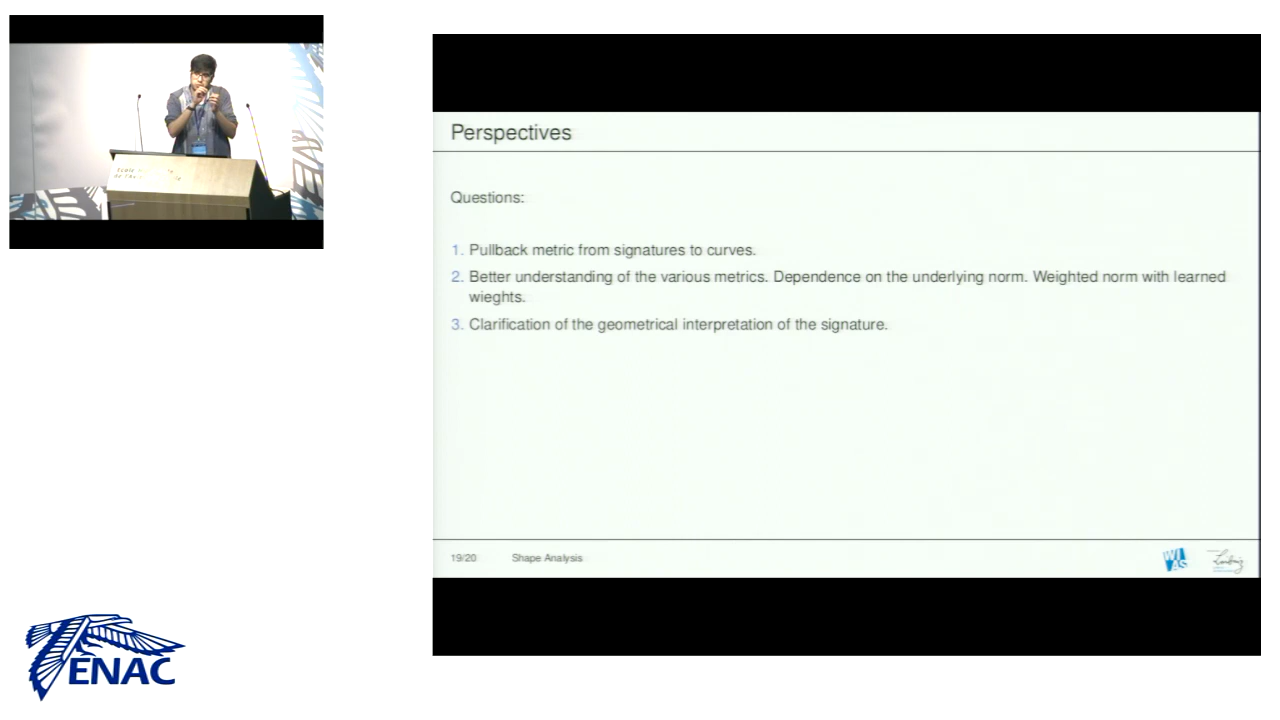 Perspectives
Questions:
1. Pullback metric from signatures to curves.
2. Better understanding of the various metrics. Dependence on the underlying norm. Weighted norm with learned
wieghts.
3. Clarification of the geometrical interpretation of the signature.
19/20 Shape Analysis
WIAS
Leibniz
ENAC